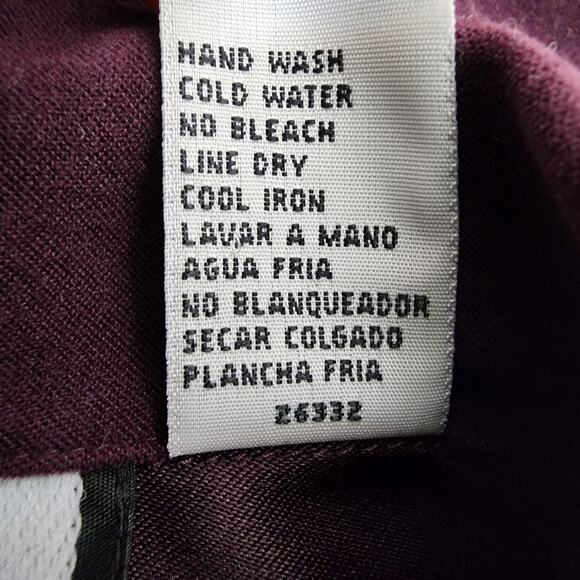 HAND WASH
COLD WATER
NO BLEACH
LINE DRY
COOL IRON
LAVAR A MANO
AGUA FRIA
NO BLANQUEADOR
SECAR COLGADO
PLANCHA FRIA
26332